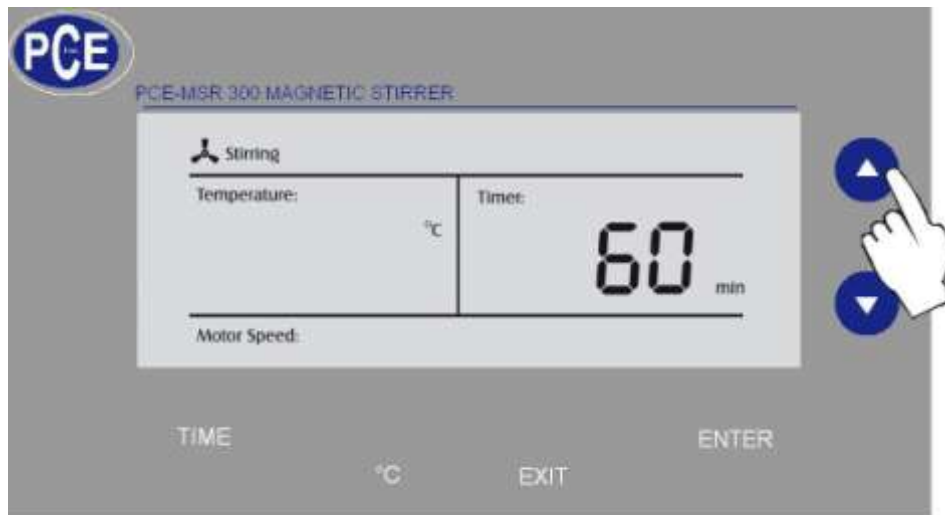 PCE
PCE-MSR 300 MAGNETIC STIRRER
Stirring
Temperature:
Timer:
°C
60
min
Motor Speed:
TIME
ENTER
°C
EXIT